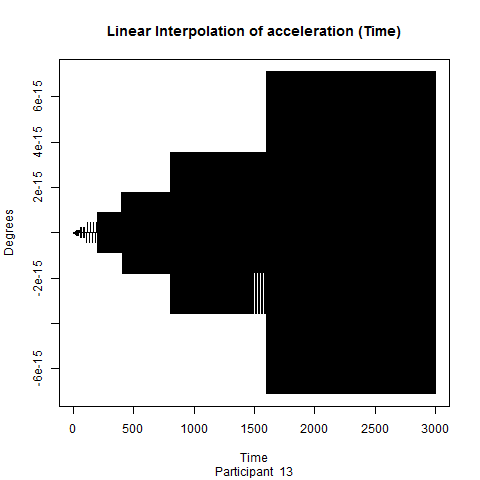 Linear Interpolation of acceleration (Time)
6e-15
4e-15
2e-15
-2e-15
-6e-15
Degrees
0
500
1000
1500
2000
2500
3000
Time
Participant 13